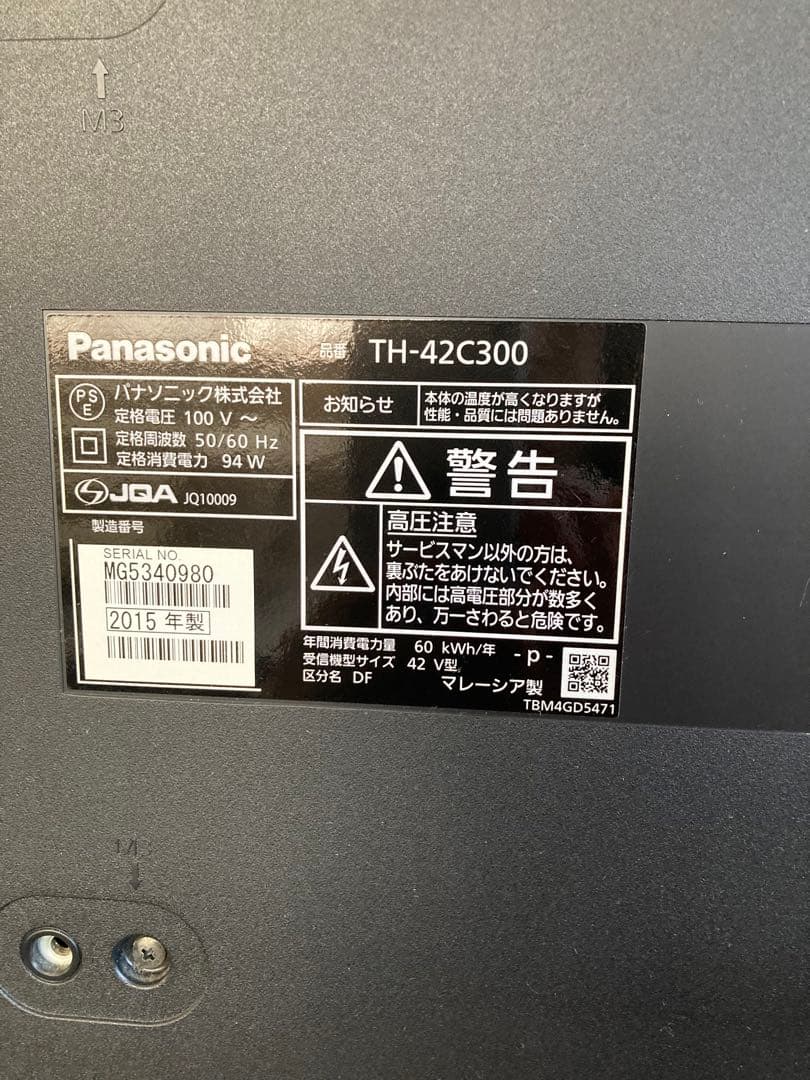 M3
Panasonic 品番 TH-42C300
PS
E
パナソニック株式会社
定格電圧 100 V ～
定格周波数 50/60 Hz
定格消費電力 94 W
JQA JQ10009
製造番号
SERIAL NO
MG5340980
2015 年製
お知らせ
本体の温度が高くなりますが
性能・品質には問題ありません。
警告
高圧注意
サービスマン以外の方は、
裏ぶたをあけないでください。
内部には高電圧部分が数多く
あり、万一さわると危険です。
年間消費電力量 60 kWh/年
受信機型サイズ 42 V型
区分名 DF
-p-
マレーシア製
TBM4GD5471
M3